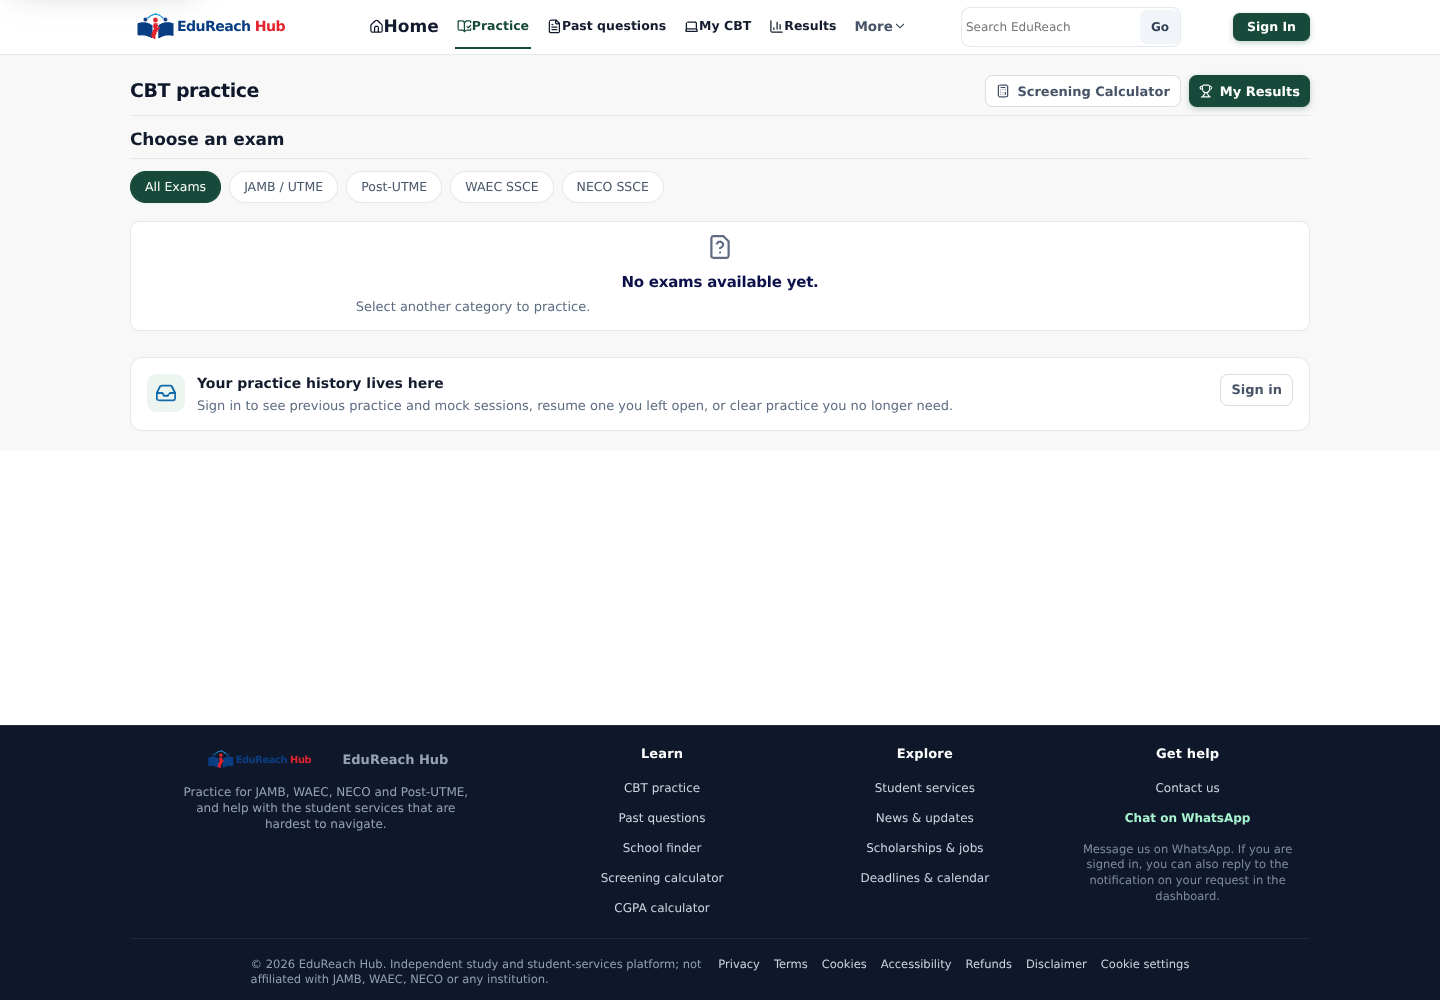 EduReach Hub
Home
Practice
Past questions
My CBT
Results
More
Search EduReach
Go
Sign In
CBT practice
Screening Calculator
My Results
Choose an exam
All Exams
JAMB / UTME
Post-UTME
WAEC SSCE
NECO SSCE
No exams available yet.
Select another category to practice.
Your practice history lives here
Sign in to see previous practice and mock sessions, resume one you left open, or clear practice you no longer need.
Sign in
EduReach Hub
EduReach Hub
Practice for JAMB, WAEC, NECO and Post-UTME,
and help with the student services that are
hardest to navigate.
Learn
CBT practice
Past questions
School finder
Screening calculator
CGPA calculator
Explore
Student services
News & updates
Scholarships & jobs
Deadlines & calendar
Get help
Contact us
Chat on WhatsApp
Message us on WhatsApp. If you are
signed in, you can also reply to the
notification on your request in the
dashboard.
© 2026 EduReach Hub. Independent study and student-services platform; not
affiliated with JAMB, WAEC, NECO or any institution.
Privacy
Terms
Cookies
Accessibility
Refunds
Disclaimer
Cookie settings